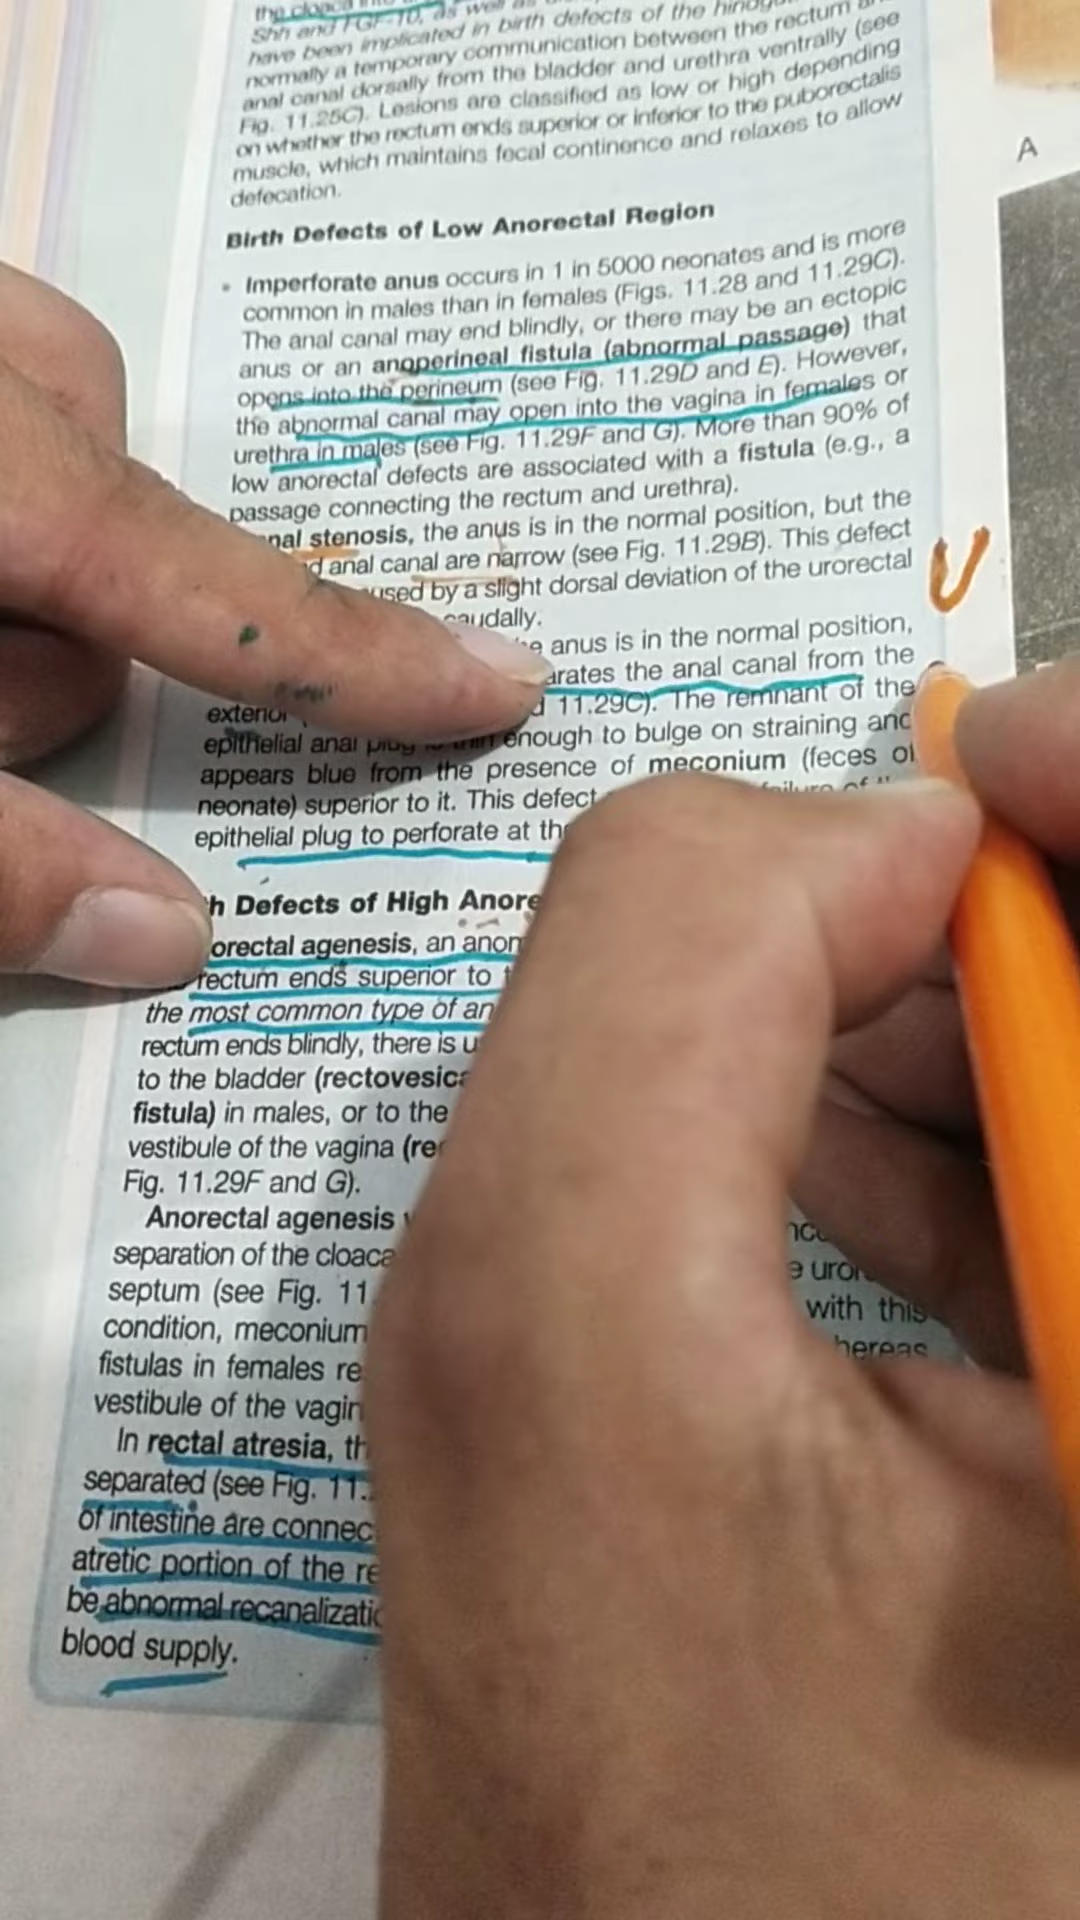 the cloaca into
Shh and FGF-10, as well as
have been implicated in birth defects of the
normally a temporary communication between the rectum
anal canal dorsally from the bladder and urethra ventrally (see
Fig. 11.25C). Lesions are classified as low or high depending
on whether the rectum ends superior or inferior to the puborectalis
muscle, which maintains fecal continence and relaxes to allow
defecation.
A
Birth Defects of Low Anorectal Region
• Imperforate anus occurs in 1 in 5000 neonates and is more
common in males than in females (Figs. 11.28 and 11.29C).
The anal canal may end blindly, or there may be an ectopic
anus or an anoperineal fistula (abnormal passage) that
opens into the perineum (see Fig. 11.29D and E). However,
the abnormal canal may open into the vagina in females or
urethra in males (see Fig. 11.29F and G). More than 90% of
low anorectal defects are associated with a fistula (e.g., a
passage connecting the rectum and urethra).
nal stenosis, the anus is in the normal position, but the
d anal canal are narrow (see Fig. 11.29B). This defect
used by a slight dorsal deviation of the urorectal
caudally.
anus is in the normal position,
arates the anal canal from the
exterior 11.29C). The remnant of the
epithelial anal plug is thin enough to bulge on straining and
appears blue from the presence of meconium (feces of
neonate) superior to it. This defect failure of
epithelial plug to perforate at the
h Defects of High Anore
orectal agenesis, an anom
rectum ends superior to
the most common type of an
rectum ends blindly, there is u
to the bladder (rectovesica
fistula) in males, or to the
vestibule of the vagina (re
Fig. 11.29F and G).
Anorectal agenesis
separation of the cloaca
septum (see Fig. 11 with this
condition, meconium hereas
fistulas in females re
vestibule of the vagin
In rectal atresia, th
separated (see Fig. 11.
of intestine are connec
atretic portion of the re
be abnormal recanalizatio
blood supply.